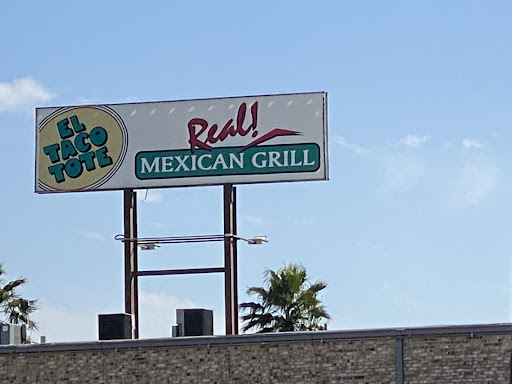 EL
TACO
TOTE
Real!
MEXICAN GRILL